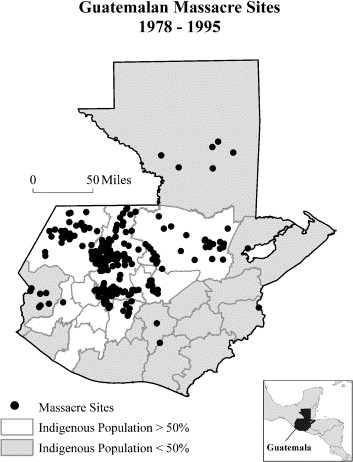 Guatemalan Massacre Sites
1978 - 1995
0 50 Miles
Massacre Sites
Indigenous Population > 50%
Indigenous Population < 50%
Guatemala